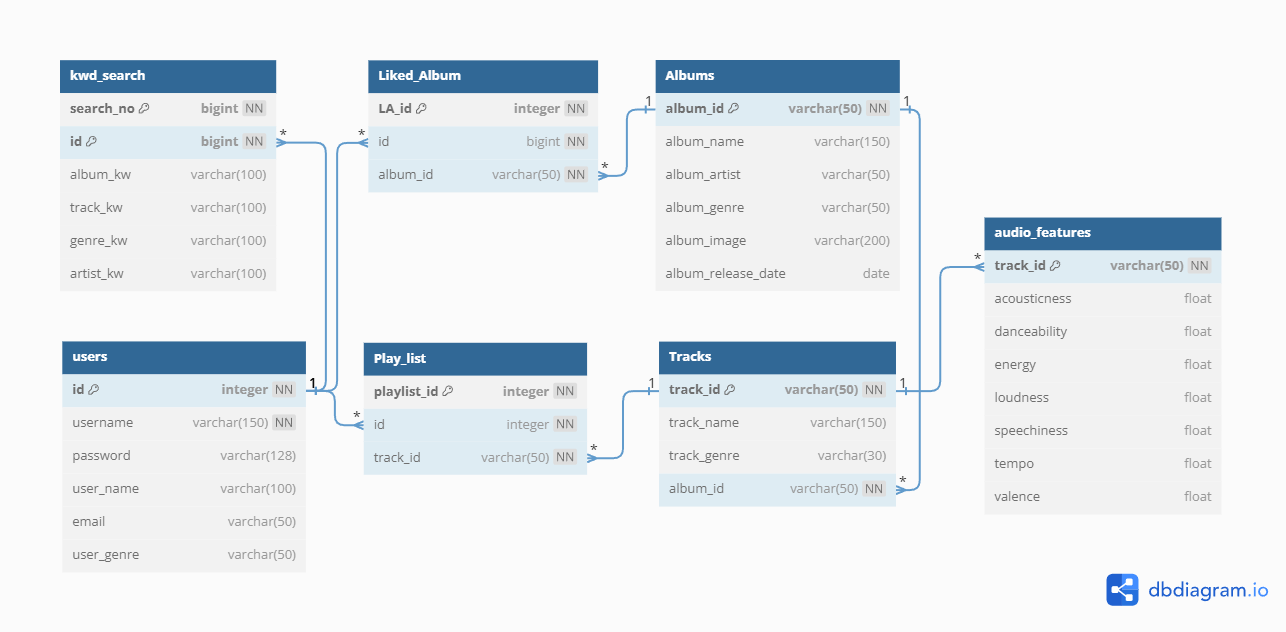 kwd_search
search_no bigint NN
id bigint NN
album_kw varchar(100)
track_kw varchar(100)
genre_kw varchar(100)
artist_kw varchar(100)
*
Liked_Album
LA_id integer NN
* id bigint NN
album_id varchar(50) NN *
Albums
1 album_id varchar(50) NN 1
album_name varchar(150)
album_artist varchar(50)
album_genre varchar(50)
album_image varchar(200)
album_release_date date
audio_features
* track_id varchar(50) NN
acousticness float
danceability float
energy float
loudness float
speechiness float
tempo float
valence float
users
id integer NN 1
username varchar(150) NN
password varchar(128)
user_name varchar(100)
email varchar(50)
user_genre varchar(50)
Play_list
playlist_id integer NN
* id integer NN
track_id varchar(50) NN *
Tracks
1 track_id varchar(50) NN 1
track_name varchar(150)
track_genre varchar(30)
album_id varchar(50) NN *
dbdiagram.io